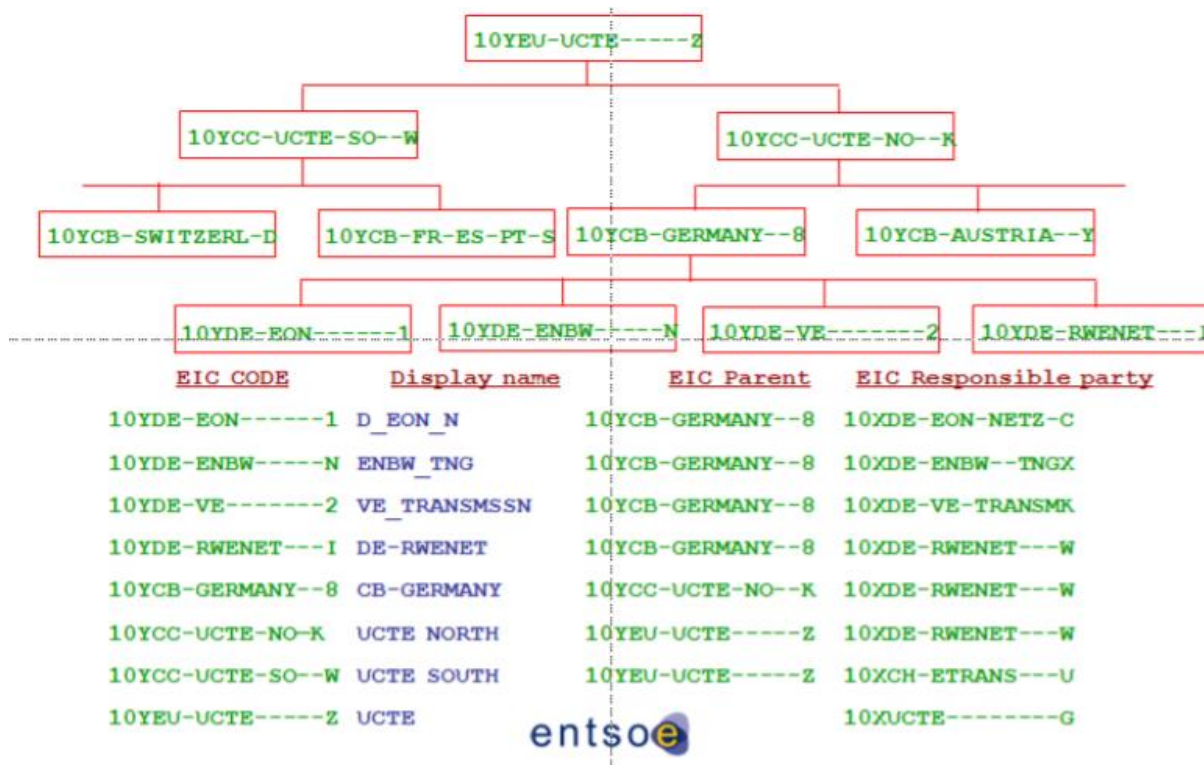 10YEU-UCTE-----Z
10YCC-UCTE-SO--W 10YCC-UCTE-NO--K
10YCB-SWITZERL-D 10YCB-FR-ES-PT-S 10YCB-GERMANY--8 10YCB-AUSTRIA--Y
10YDE-EON------1 10YDE-ENBW-----N 10YDE-VE-------2 10YDE-RWENET---
EIC CODE Display name EIC Parent EIC Responsible party
10YDE-EON------1 D_EON_N 10YCB-GERMANY--8 10XDE-EON-NETZ-C
10YDE-ENBW-----N ENBW_TNG 10YCB-GERMANY--8 10XDE-ENBW--TNGX
10YDE-VE-------2 VE_TRANSMSSN 10YCB-GERMANY--8 10XDE-VE-TRANSMK
10YDE-RWENET---I DE-RWENET 10YCB-GERMANY--8 10XDE-RWENET---W
10YCB-GERMANY--8 CB-GERMANY 10YCC-UCTE-NO--K 10XDE-RWENET---W
10YCC-UCTE-NO-K UCTE NORTH 10YEU-UCTE-----Z 10XDE-RWENET---W
10YCC-UCTE-SO--W UCTE SOUTH 10YEU-UCTE-----Z 10XCH-ETRANS---U
10YEU-UCTE-----Z UCTE 10XUCTE--------G
entsoe